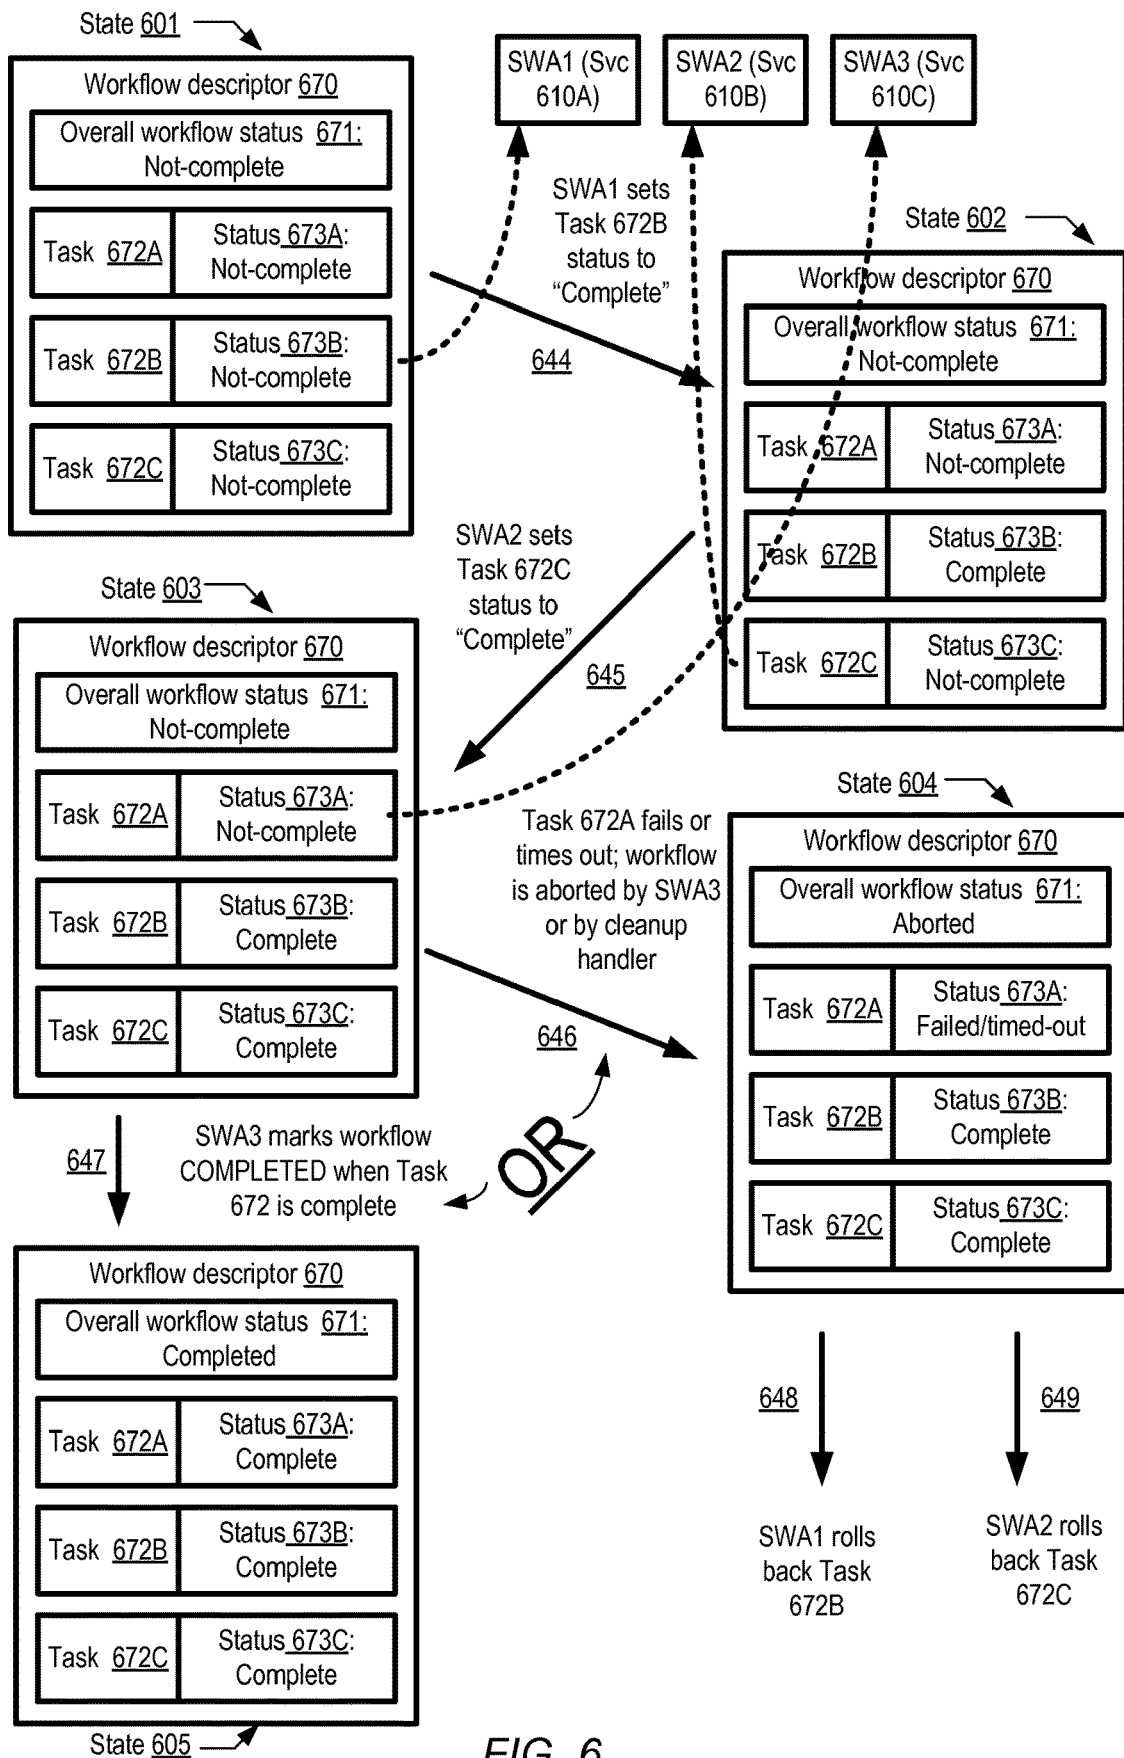 State 601
Workflow descriptor 670
Overall workflow status 671:
Not-complete
Task 672A
Status 673A:
Not-complete
Task 672B
Status 673B:
Not-complete
Task 672C
Status 673C:
Not-complete
SWA1 (Svc
610A)
SWA2 (Svc
610B)
SWA3 (Svc
610C)
SWA1 sets
Task 672B
status to
“Complete”
644
State 602
Workflow descriptor 670
Overall workflow status 671:
Not-complete
Task 672A
Status 673A:
Not-complete
Task 672B
Status 673B:
Complete
Task 672C
Status 673C:
Not-complete
SWA2 sets
Task 672C
status to
“Complete”
645
State 603
Workflow descriptor 670
Overall workflow status 671:
Not-complete
Task 672A
Status 673A:
Not-complete
Task 672B
Status 673B:
Complete
Task 672C
Status 673C:
Complete
Task 672A fails or
times out; workflow
is aborted by SWA3
or by cleanup
handler
646
State 604
Workflow descriptor 670
Overall workflow status 671:
Aborted
Task 672A
Status 673A:
Failed/timed-out
Task 672B
Status 673B:
Complete
Task 672C
Status 673C:
Complete
647
SWA3 marks workflow
COMPLETED when Task
672 is complete
OR
Workflow descriptor 670
Overall workflow status 671:
Completed
Task 672A
Status 673A:
Complete
Task 672B
Status 673B:
Complete
Task 672C
Status 673C:
Complete
State 605
648
649
SWA1 rolls
back Task
672B
SWA2 rolls
back Task
672C
FIG. 6